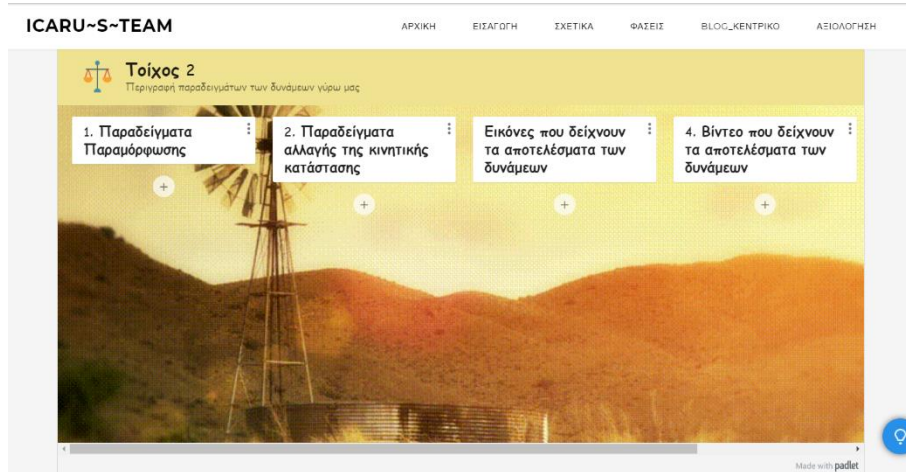 ICARU~S~TEAM
ΑΡΧΙΚΗ ΕΙΣΑΓΩΓΗ ΣΧΕΤΙΚΑ ΦΑΣΕΙΣ BLOG_ΚΕΝΤΡΙΚΟ ΑΞΙΟΛΟΓΗΣΗ
Τοίχος 2
Περιγραφή παραδειγμάτων των δυνάμεων γύρω μας
1. Παραδείγματα
Παραμόρφωσης
2. Παραδείγματα
αλλαγής της κινητικής
κατάστασης
Εικόνες που δείχνουν
τα αποτελέσματα των
δυνάμεων
4. Βίντεο που δείχνουν
τα αποτελέσματα των
δυνάμεων
Made with padlet